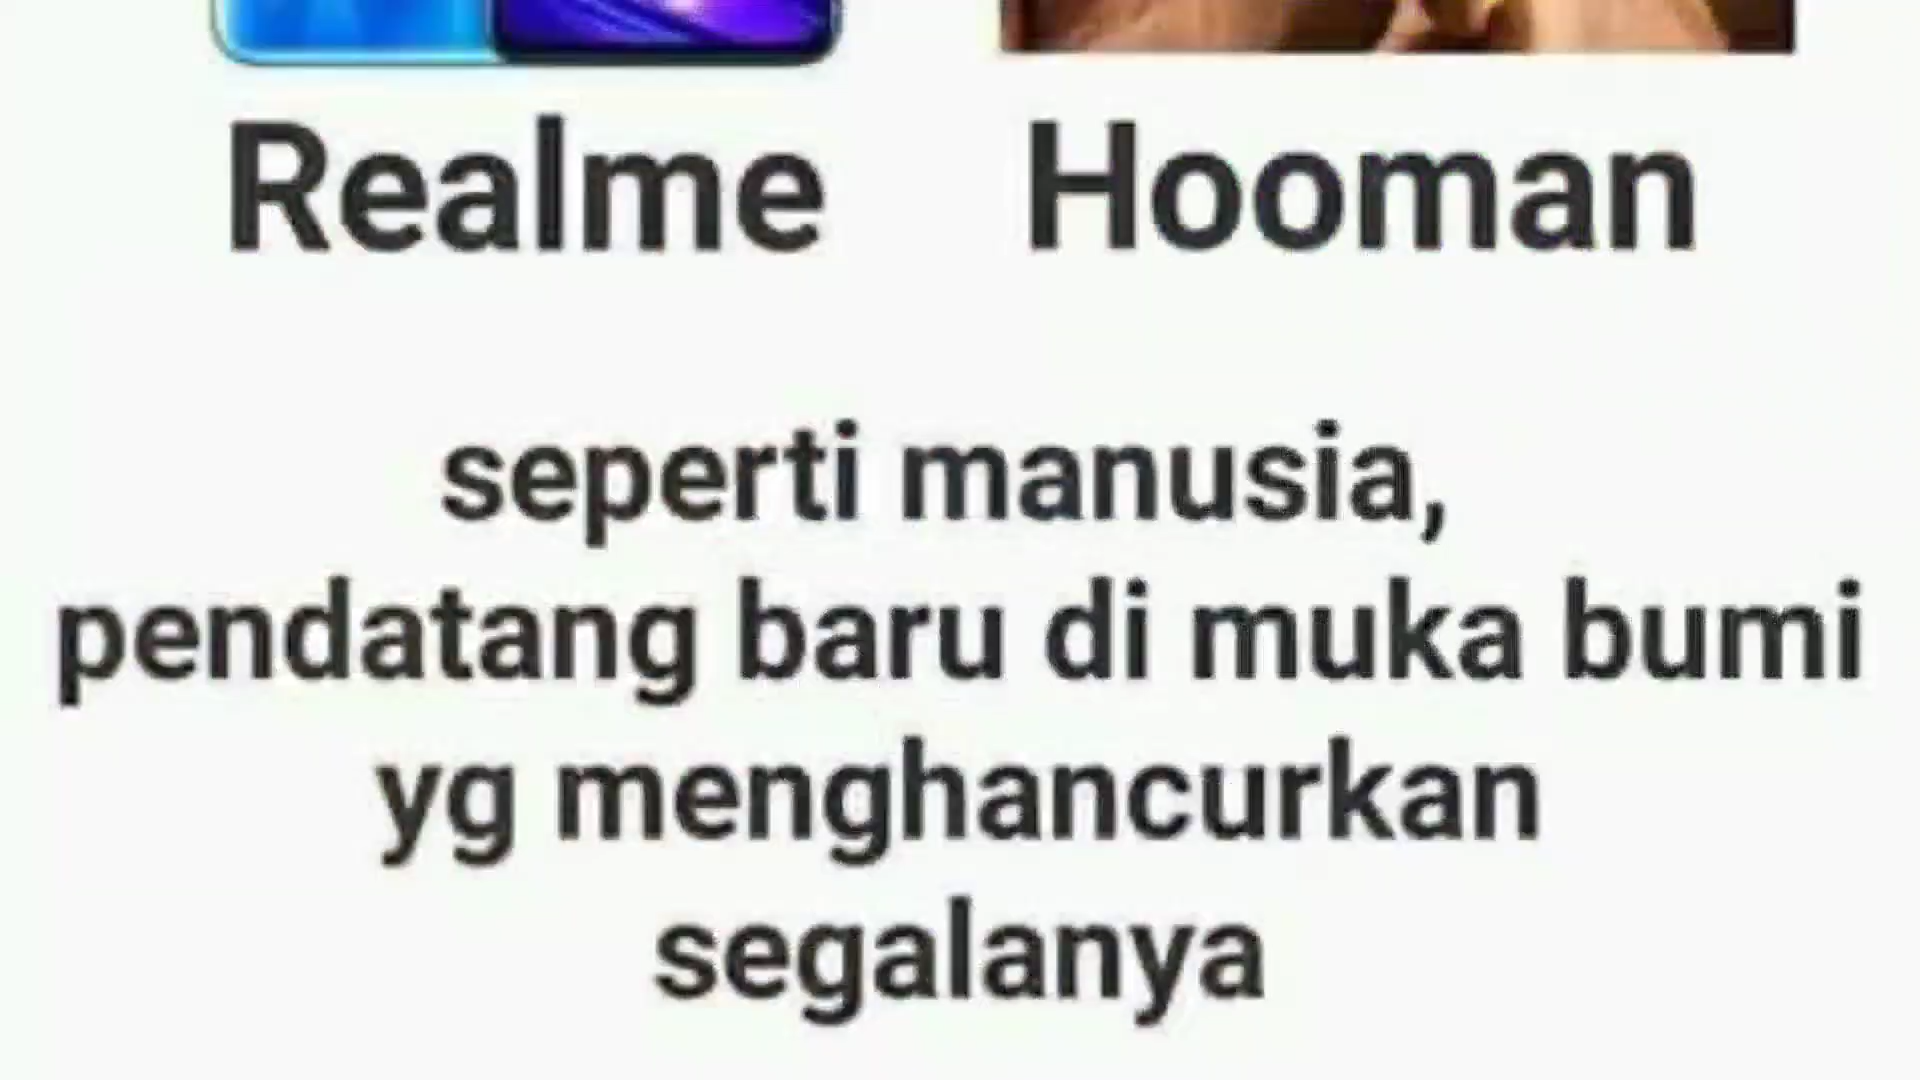 Realme Hooman
seperti manusia,
pendatang baru di muka bumi
yg menghancurkan
segalanya